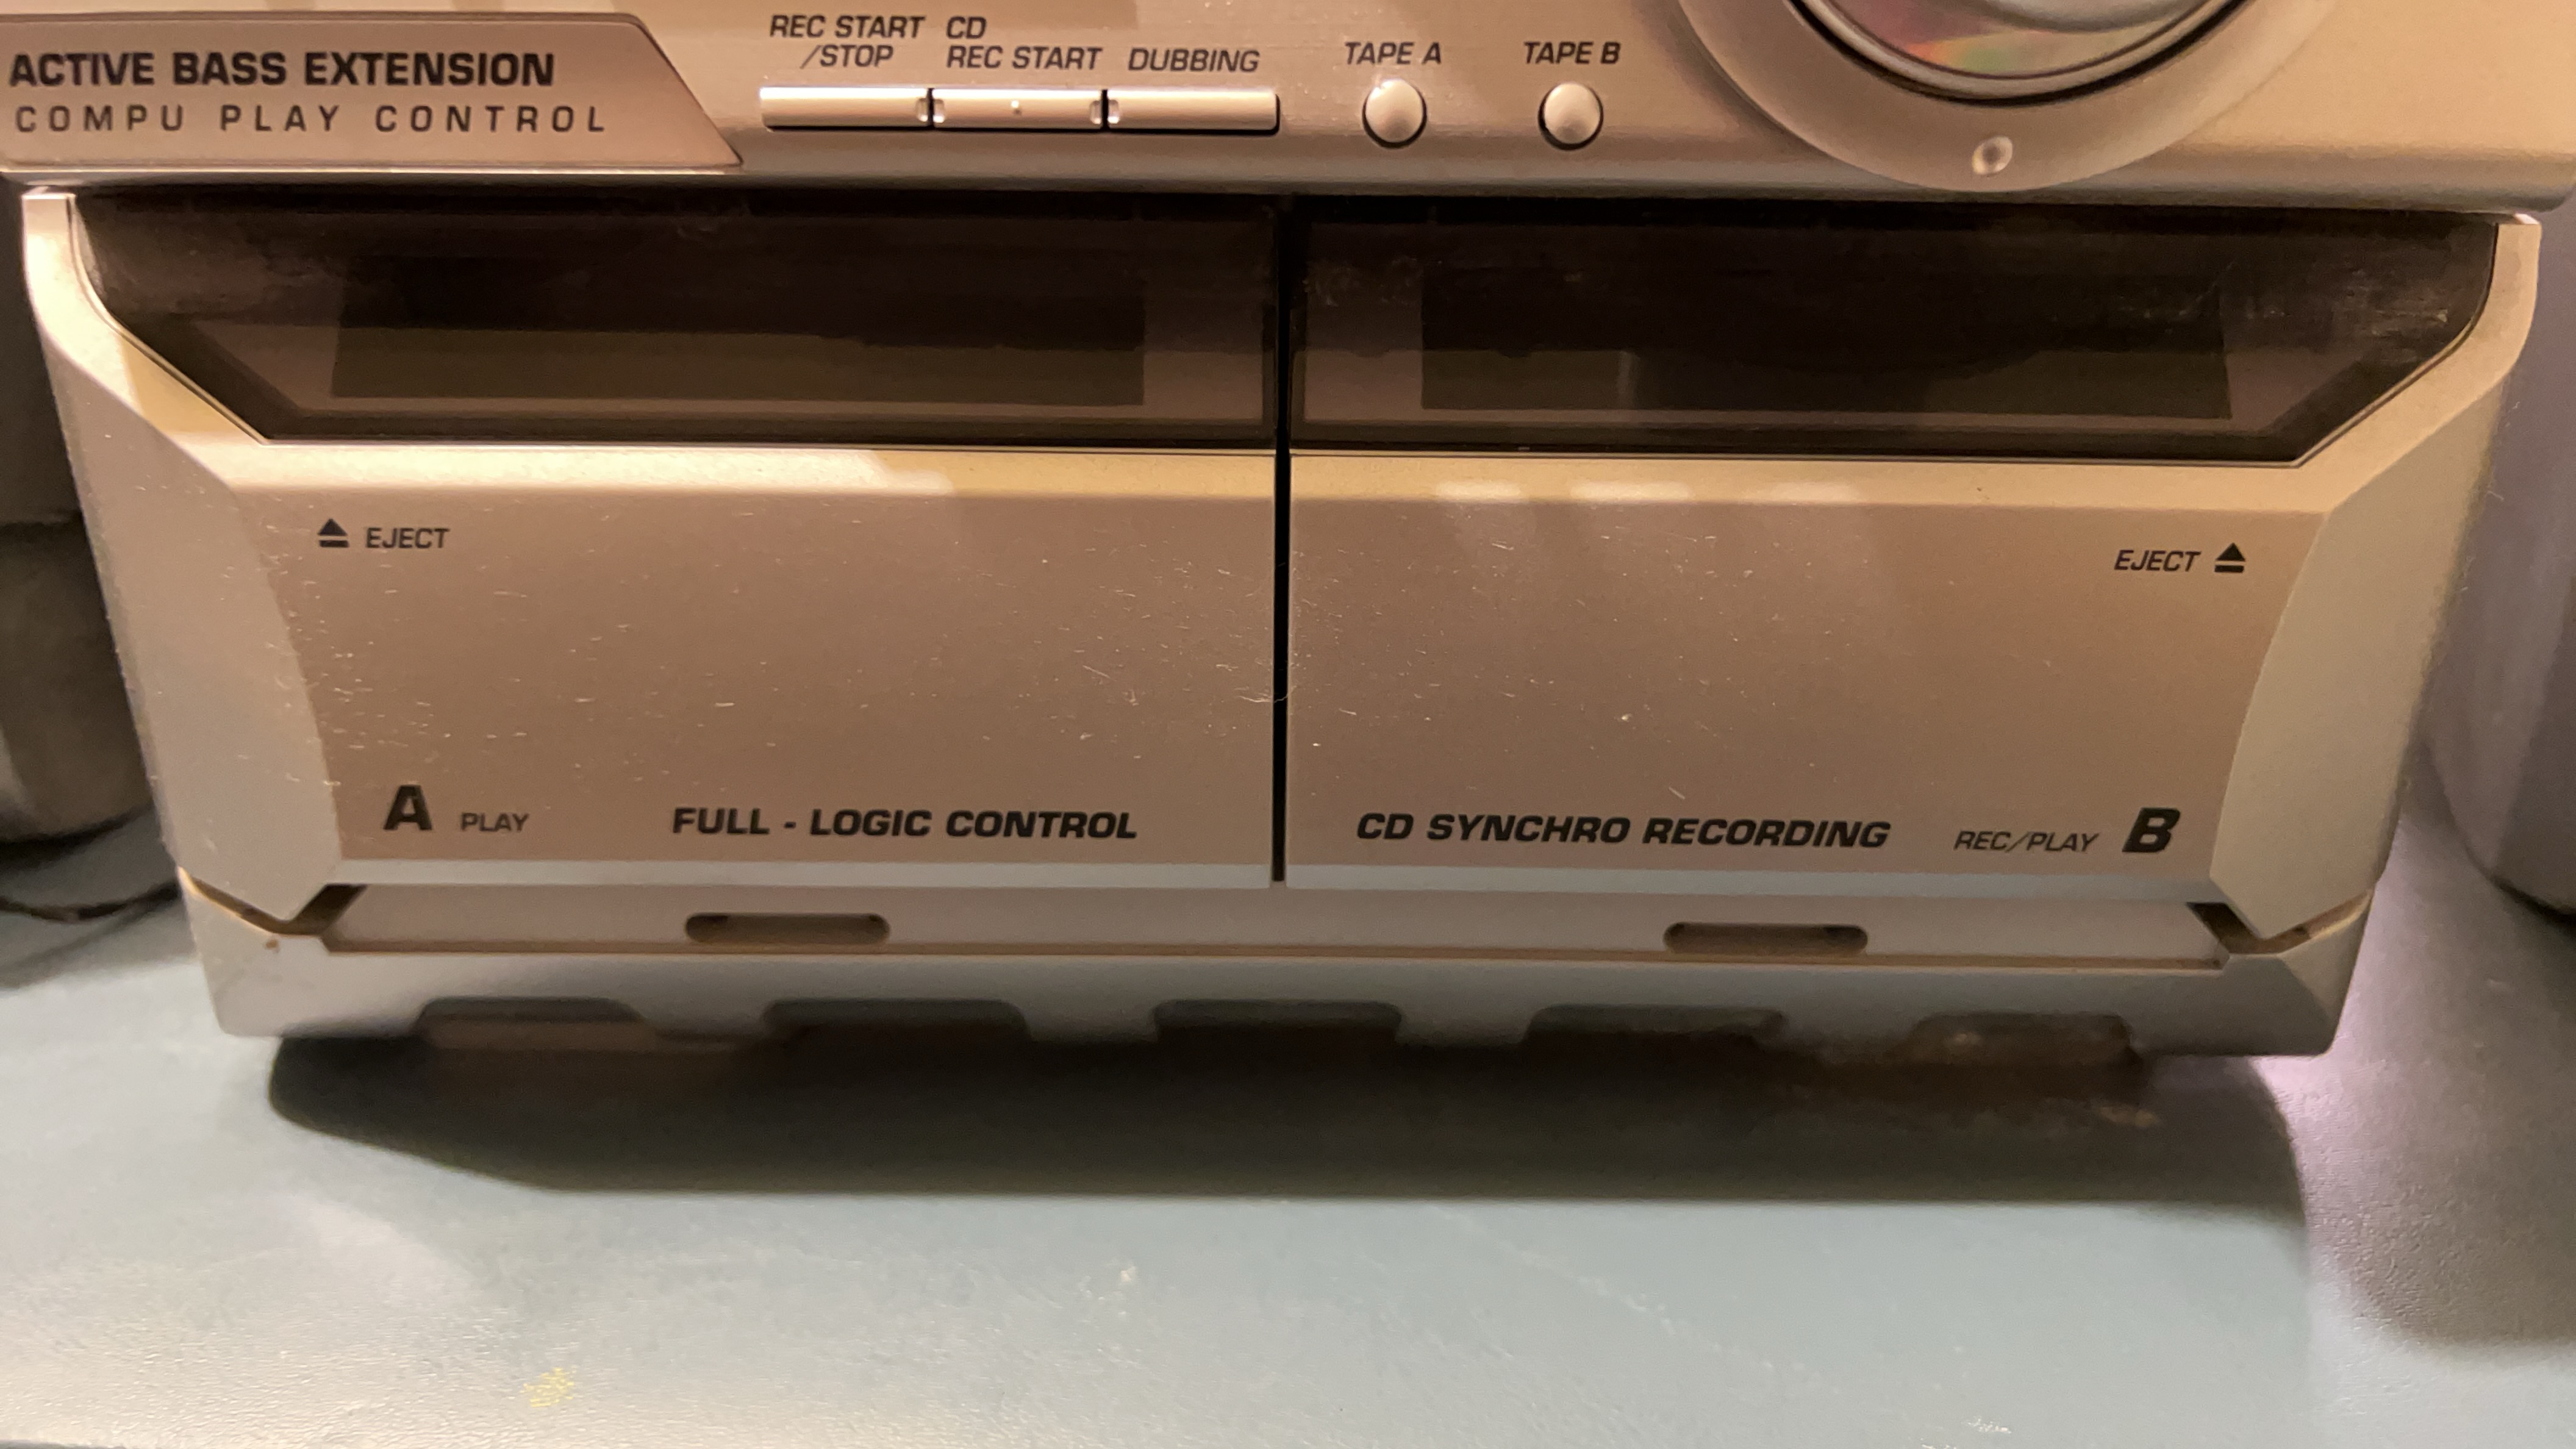 ACTIVE BASS EXTENSION
COMPU PLAY CONTROL
REC START
/STOP
CD
REC START
DUBBING
TAPE A
TAPE B
EJECT
EJECT
A PLAY
FULL - LOGIC CONTROL
CD SYNCHRO RECORDING
REC/PLAY B